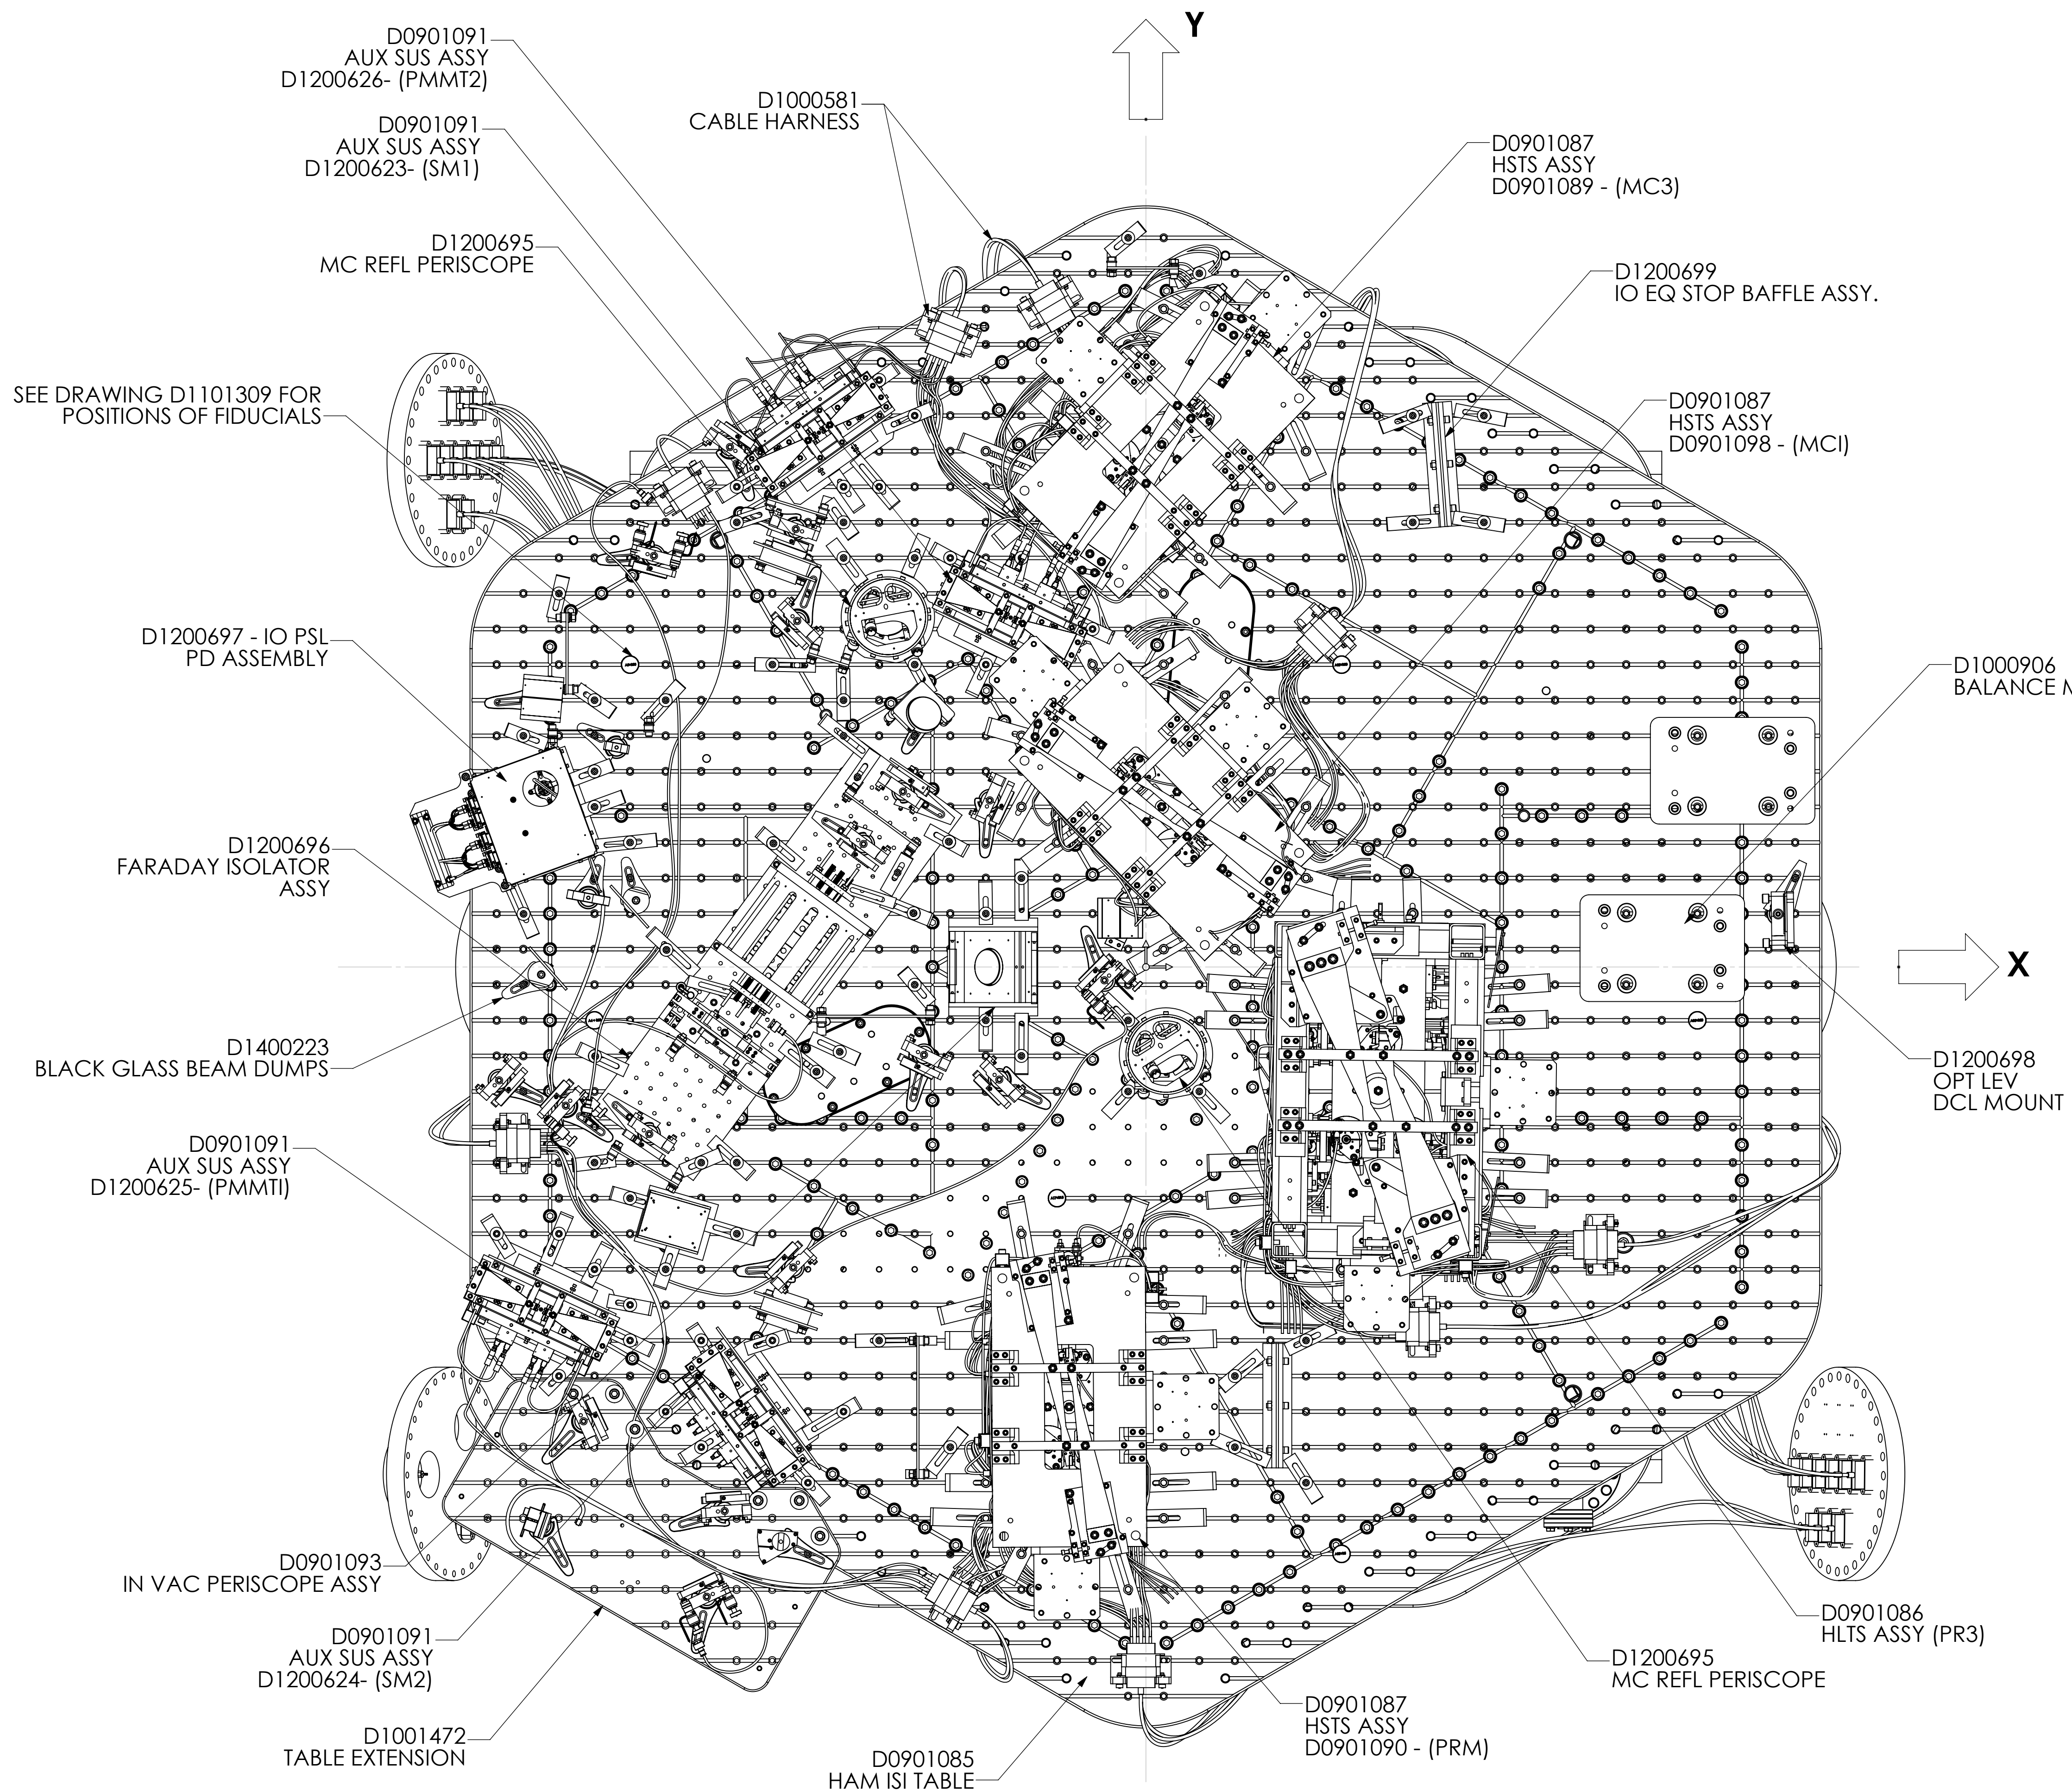 Y
D0901091
AUX SUS ASSY
D1200626- (PMMT2)
D1000581
CABLE HARNESS
D0901091
AUX SUS ASSY
D1200623- (SM1)
D0901087
HSTS ASSY
D0901089 - (MC3)
D1200695
MC REFL PERISCOPE
D1200699
IO EQ STOP BAFFLE ASSY.
SEE DRAWING D1101309 FOR
POSITIONS OF FIDUCIALS
D0901087
HSTS ASSY
D0901098 - (MCI)
D1200697 - IO PSL
PD ASSEMBLY
D1000906
BALANCE M
D1200696
FARADAY ISOLATOR
ASSY
X
D1400223
BLACK GLASS BEAM DUMPS
D1200698
OPT LEV
DCL MOUNT
D0901091
AUX SUS ASSY
D1200625- (PMMTI)
D0901093
IN VAC PERISCOPE ASSY
D0901086
HLTS ASSY (PR3)
D0901091
AUX SUS ASSY
D1200624- (SM2)
D1200695
MC REFL PERISCOPE
D0901087
HSTS ASSY
D0901090 - (PRM)
D1001472
TABLE EXTENSION
D0901085
HAM ISI TABLE